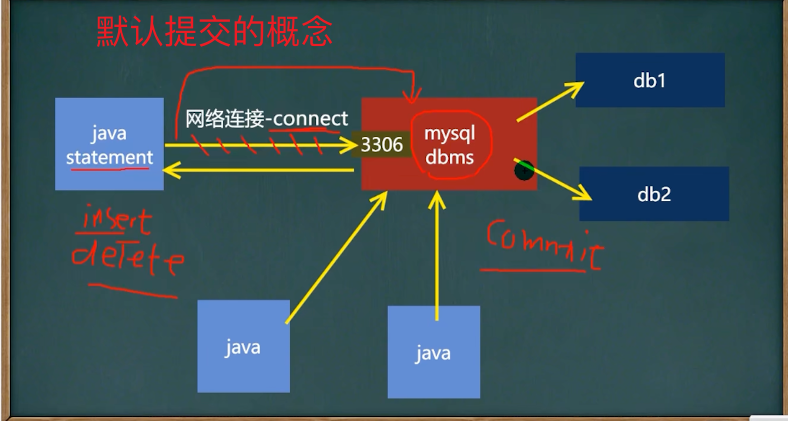 默认提交的概念
网络连接-connect
java
statement
3306
mysql
dbms
db1
db2
insert
delete
commit
java
java